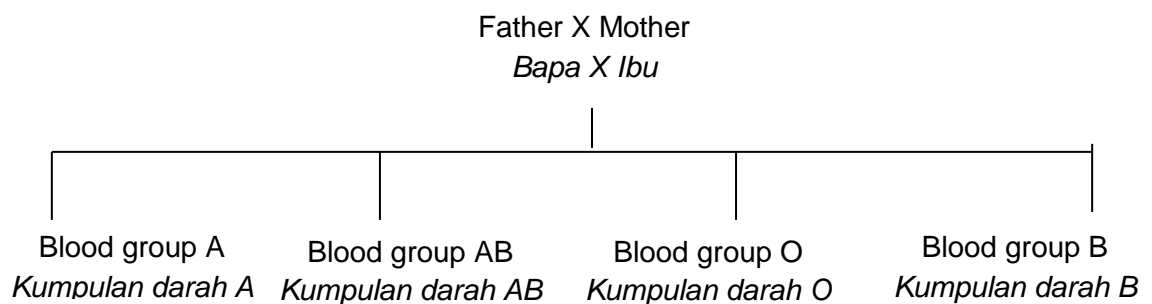 Father X Mother
Bapa X Ibu
Blood group A
Kumpulan darah A
Blood group AB
Kumpulan darah AB
Blood group O
Kumpulan darah O
Blood group B
Kumpulan darah B